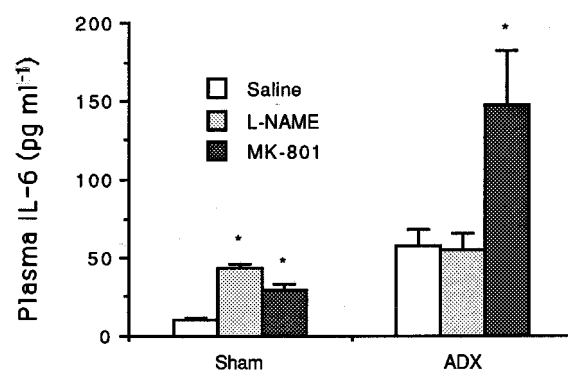 Plasma IL-6 (pg ml⁻¹)
200
150
100
50
0
Saline
L-NAME
MK-801
*
*
*
Sham
ADX